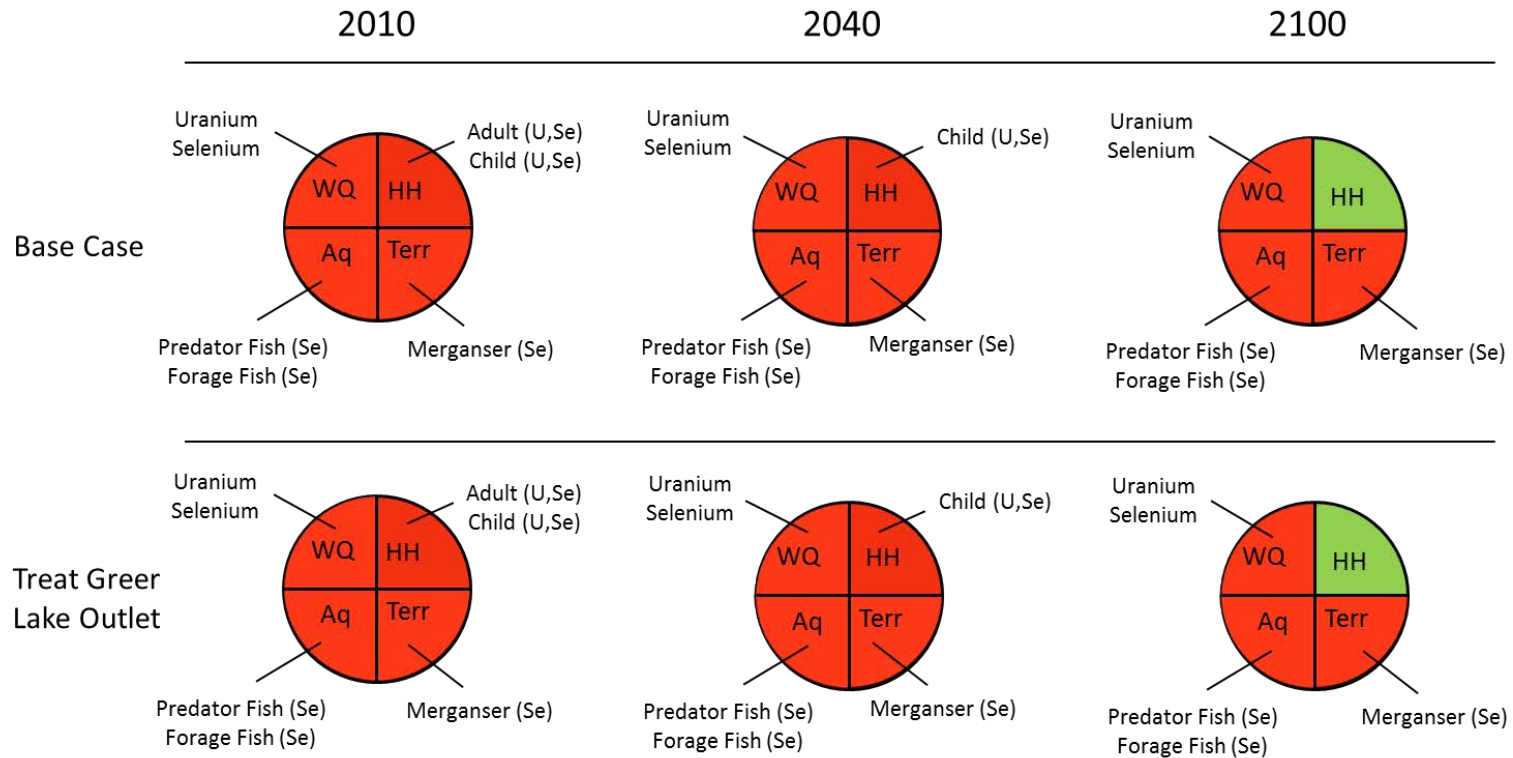 2010 2040 2100
Base Case
Uranium
Selenium
Adult (U,Se)
Child (U,Se)
WQ HH
Aq Terr
Predator Fish (Se)
Forage Fish (Se)
Merganser (Se)
Uranium
Selenium
Child (U,Se)
WQ HH
Aq Terr
Predator Fish (Se)
Forage Fish (Se)
Merganser (Se)
Uranium
Selenium
WQ HH
Aq Terr
Predator Fish (Se)
Forage Fish (Se)
Merganser (Se)
Treat Greer
Lake Outlet
Uranium
Selenium
Adult (U,Se)
Child (U,Se)
WQ HH
Aq Terr
Predator Fish (Se)
Forage Fish (Se)
Merganser (Se)
Uranium
Selenium
Child (U,Se)
WQ HH
Aq Terr
Predator Fish (Se)
Forage Fish (Se)
Merganser (Se)
Uranium
Selenium
WQ HH
Aq Terr
Predator Fish (Se)
Forage Fish (Se)
Merganser (Se)